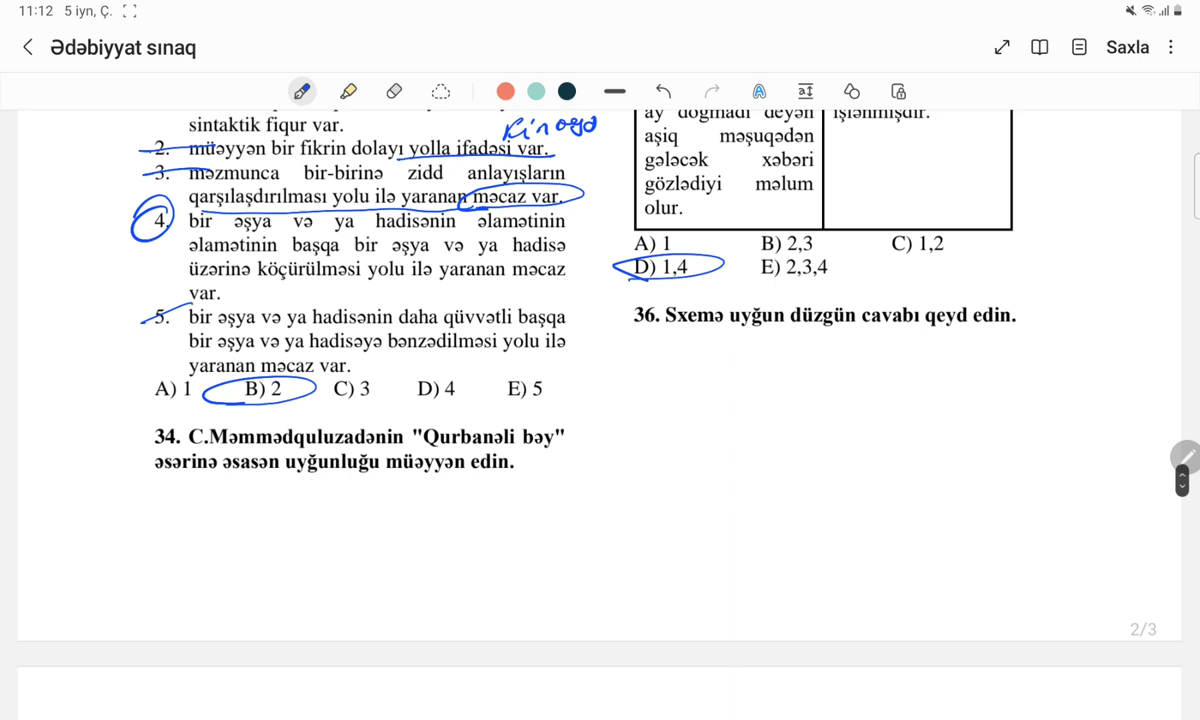 11:12 5 iyn, Ç.
Ədəbiyyat sınaq
Saxla
sintaktik fiqur var.
2. müəyyən bir fikrin dolayı yolla ifadəsi var.
3. məzmunca bir-birinə zidd anlayışların
qarşılaşdırılması yolu ilə yaranan məcaz var.
4. bir əşya və ya hadisənin əlamətinin
əlamətinin başqa bir əşya və ya hadisə
üzərinə köçürülməsi yolu ilə yaranan məcaz
var.
5. bir əşya və ya hadisənin daha qüvvətli başqa
bir əşya və ya hadisəyə bənzədilməsi yolu ilə
yaranan məcaz var.
A) 1 B) 2 C) 3 D) 4 E) 5
34. C.Məmmədquluzadənin "Qurbanəli bəy"
əsərinə əsasən uyğunluğu müəyyən edin.
ay doğmadı deyən
aşiq məşuqədən
gələcək xəbəri
gözlədiyi məlum
olur.
işlənmişdir.
A) 1 B) 2,3 C) 1,2
D) 1,4 E) 2,3,4
36. Sxemə uyğun düzgün cavabı qeyd edin.
2/3